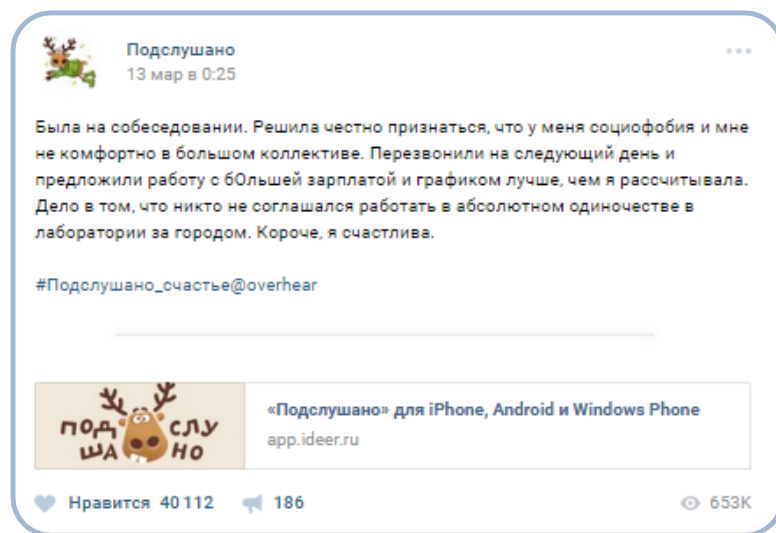 Подслушано
13 мар в 0:25
Была на собеседовании. Решила честно признаться, что у меня социофобия и мне
не комфортно в большом коллективе. Перезвонили на следующий день и
предложили работу с бОльшей зарплатой и графиком лучше, чем я рассчитывала.
Дело в том, что никто не соглашался работать в абсолютном одиночестве в
лаборатории за городом. Короче, я счастлива.
#Подслушано_счастье@overhear
ПОД СЛУ
ША НО
«Подслушано» для iPhone, Android и Windows Phone
app.ideer.ru
Нравится 40 112 186 653K